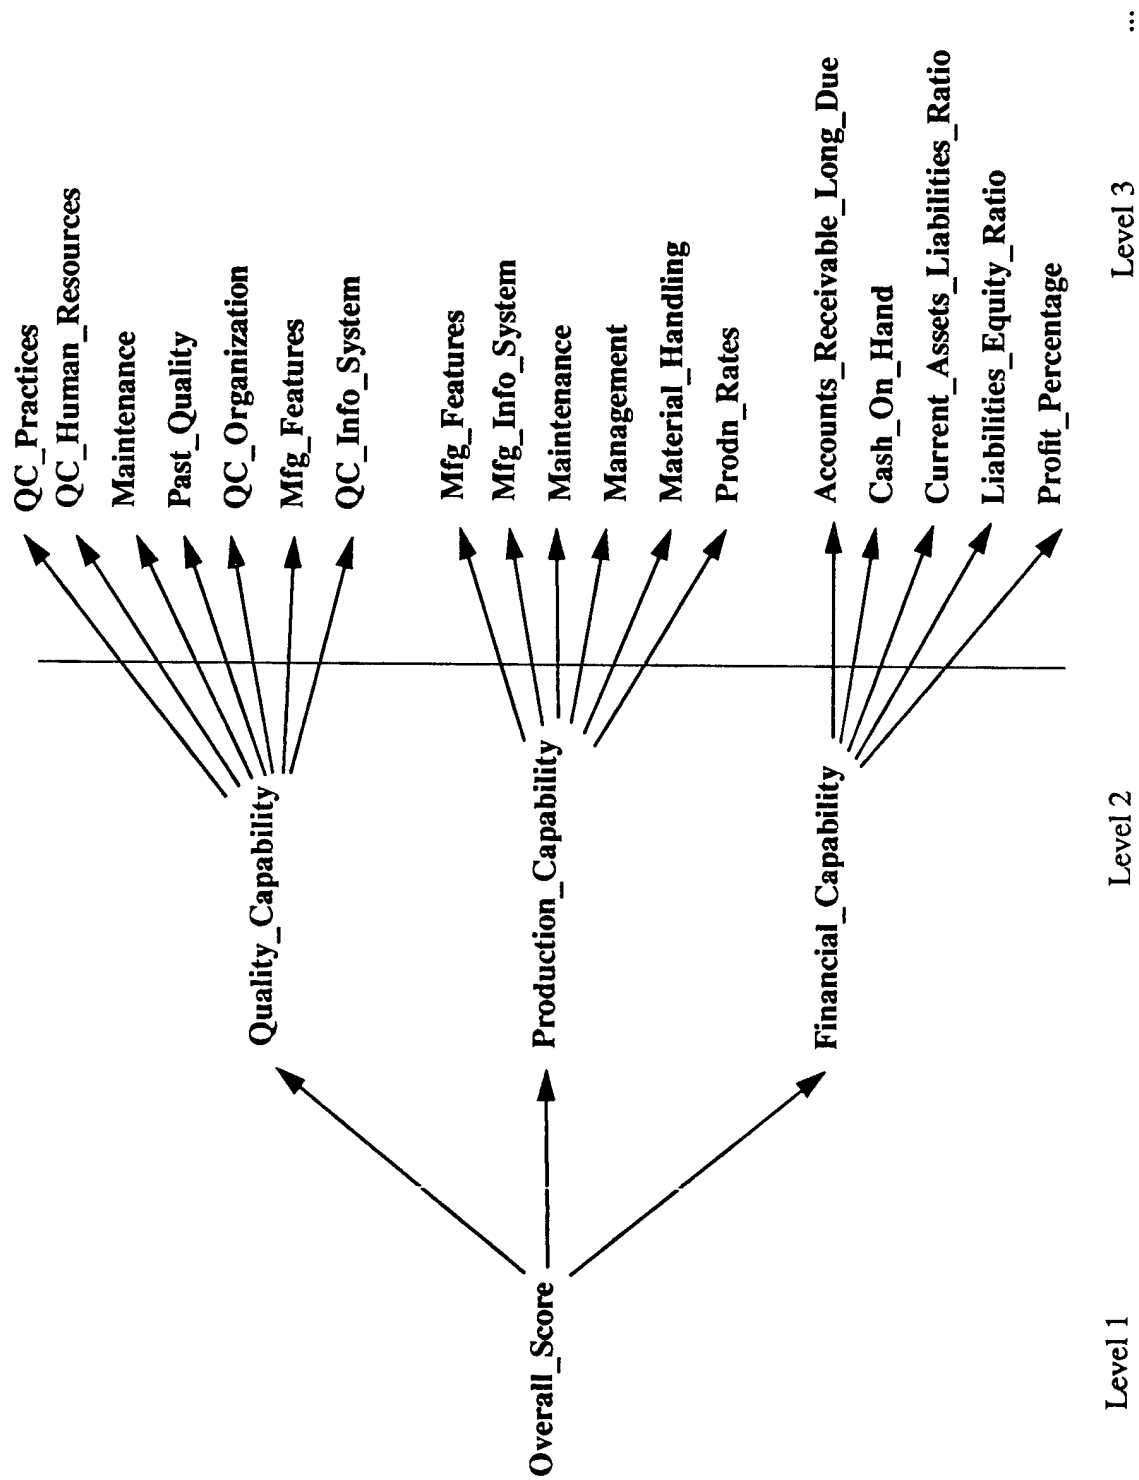 Overall_Score
Quality_Capability
Production_Capability
Financial_Capability
QC_Practices
QC_Human_Resources
Maintenance
Past_Quality
QC_Organization
Mfg_Features
QC_Info_System
Mfg_Features
Mfg_Info_System
Maintenance
Management
Material_Handling
Prodn_Rates
Accounts_Receivable_Long_Due
Cash_On_Hand
Current_Assets_Liabilities_Ratio
Liabilities_Equity_Ratio
Profit_Percentage
Level 1
Level 2
Level 3
...